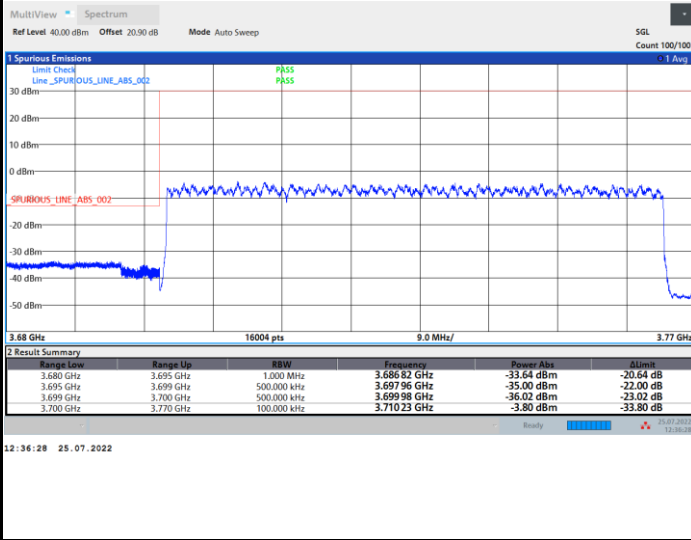 MultiView Spectrum
Ref Level 40.00 dBm Offset 20.90 dB Mode Auto Sweep SGL
Count 100/100
1 Spurious Emissions 1 Avg
Limit Check PASS
Line _SPURIOUS_LINE_ABS_002 PASS
30 dBm
20 dBm
10 dBm
0 dBm
_SPURIOUS_LINE_ABS_002
-20 dBm
-30 dBm
-40 dBm
-50 dBm
3.68 GHz 16004 pts 9.0 MHz/ 3.77 GHz
2 Result Summary
Range Low Range Up RBW Frequency Power Abs ΔLimit
3.680 GHz 3.695 GHz 1.000 MHz 3.686 82 GHz -33.64 dBm -20.64 dB
3.695 GHz 3.699 GHz 500.000 kHz 3.697 96 GHz -35.00 dBm -22.00 dB
3.699 GHz 3.700 GHz 500.000 kHz 3.699 98 GHz -36.02 dBm -23.02 dB
3.700 GHz 3.770 GHz 100.000 kHz 3.710 23 GHz -3.80 dBm -33.80 dB
Ready 25.07.2022
12:36:28
12:36:28 25.07.2022